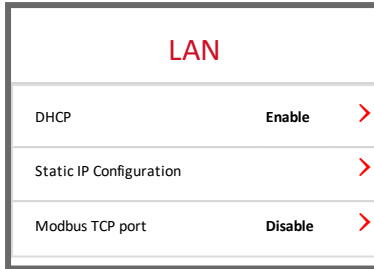 LAN
DHCP Enable
Static IP Configuration
Modbus TCP port Disable